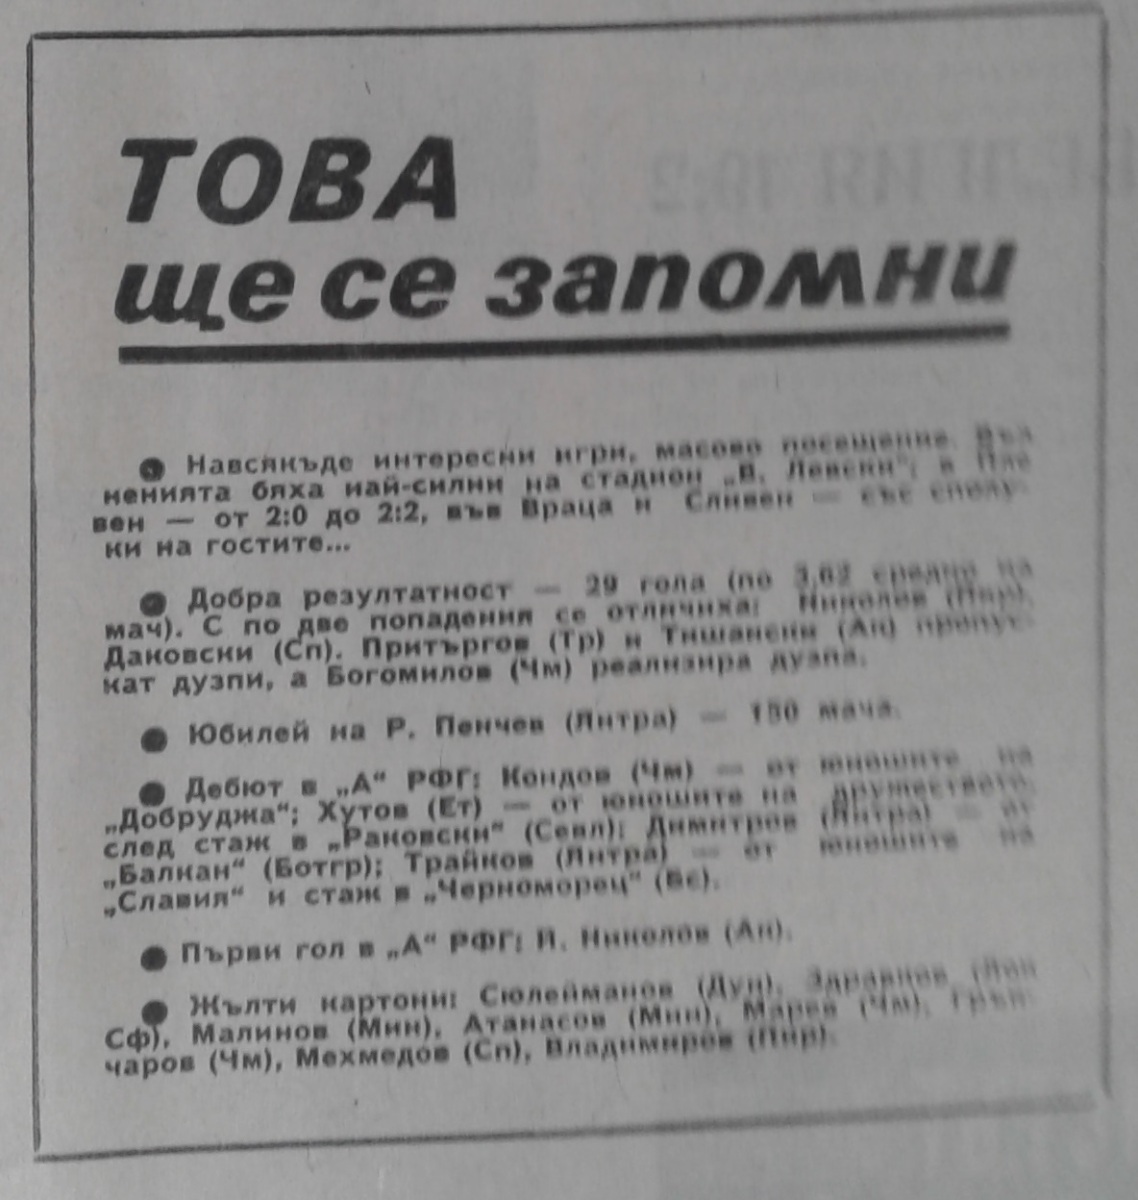 ТОВА
ще се запомни
● Навсякъде интересни игри, масово посещение. Въл
ненията бяха най-силни на стадион „В. Левски“; в Пле
вен — от 2:0 до 2:2, във Враца и Сливен — със сполу-
ки на гостите...
● Добра резултатност — 29 гола (по 3,62 средно на
мач). С по две попадения се отличиха: Николов (Пир),
Даковски (Сп). Притъргов (Тр) и Тишански (Ан) пропус-
кат дузпи, а Богомилов (Чм) реализира дузпа.
● Юбилей на Р. Пенчев (Янтра) — 150 мача.
● Дебют в „А“ РФГ: Кондов (Чм) — от юношите на
„Добруджа“; Хутов (Ет) — от юношите на дружеството,
след стаж в „Раковски“ (Севл); Димитров (Янтра) — от
„Балкан“ (Ботгр); Трайков (Янтра) — от юношите на
„Славия“ и стаж в „Черноморец“ (Бс).
● Първи гол в „А“ РФГ: Николов (Ан).
● Жълти картони: Сюлейманов (Дун), Здравков (Лев
Сф), Малинов (Мин), Атанасов (Мин), Марев (Чм), Грън-
чаров (Чм), Мехмедов (Сп), Владимиров (Пир).